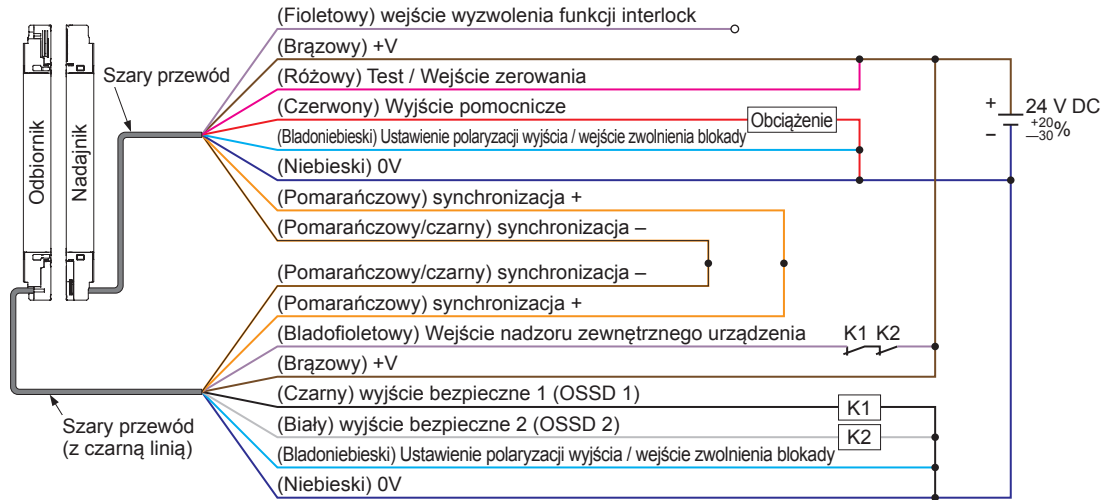 (Fioletowy) wejście wyzwolenia funkcji interlock
(Brązowy) +V
Szary przewód
(Różowy) Test / Wejście zerowania
(Czerwony) Wyjście pomocnicze
Obciążenie
+ 24 V DC
– +20 —30 %
(Bladoniebieski) Ustawienie polaryzacji wyjścia / wejście zwolnienia blokady
(Niebieski) 0V
Odbiornik
Nadajnik
(Pomarańczowy) synchronizacja +
(Pomarańczowy/czarny) synchronizacja –
(Pomarańczowy/czarny) synchronizacja –
(Pomarańczowy) synchronizacja +
(Bladofioletowy) Wejście nadzoru zewnętrznego urządzenia
K1 K2
(Brązowy) +V
(Czarny) wyjście bezpieczne 1 (OSSD 1)
K1
Szary przewód
(z czarną linią)
(Biały) wyjście bezpieczne 2 (OSSD 2)
K2
(Bladoniebieski) Ustawienie polaryzacji wyjścia / wejście zwolnienia blokady
(Niebieski) 0V